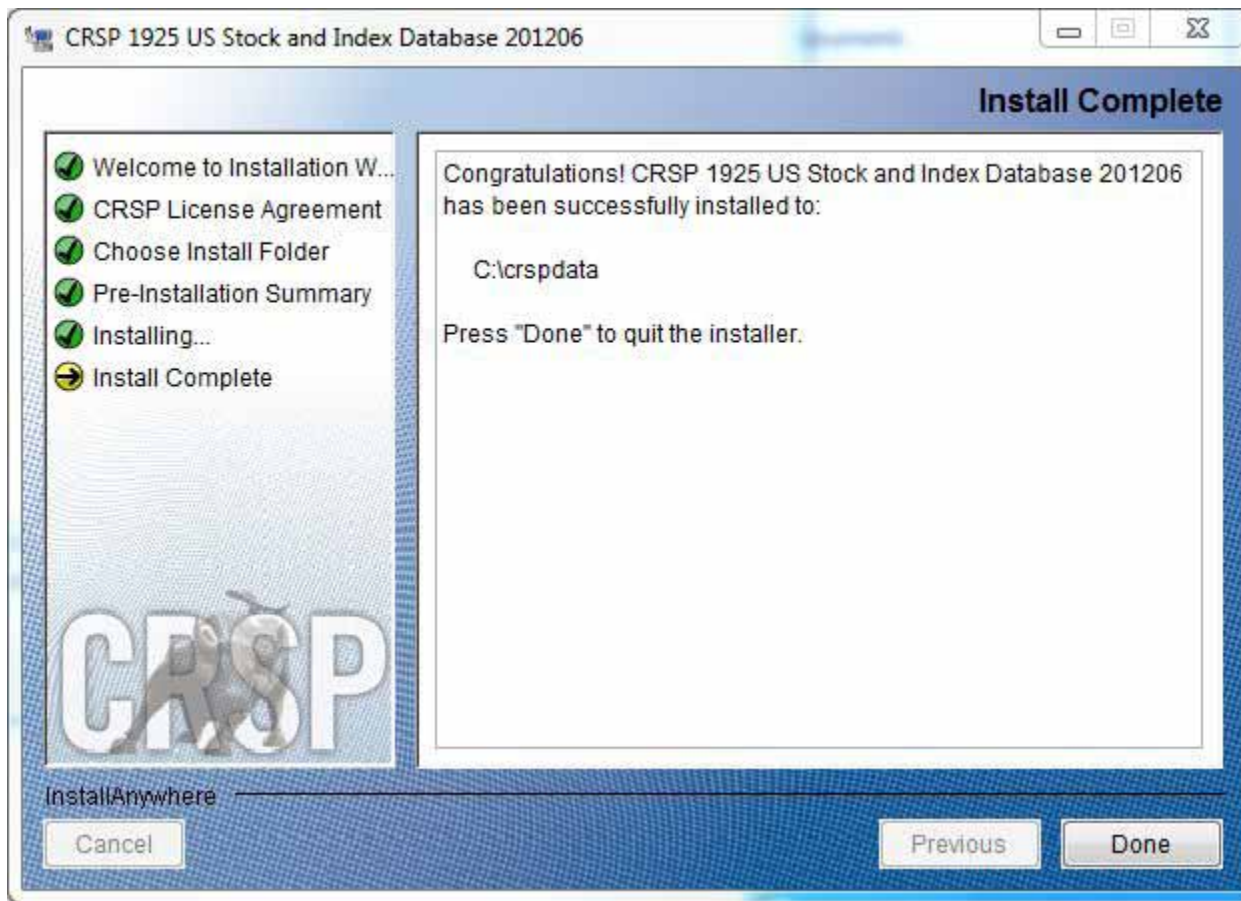 CRSP 1925 US Stock and Index Database 201206
Install Complete
Welcome to Installation W...
CRSP License Agreement
Choose Install Folder
Pre-Installation Summary
Installing...
Install Complete
Congratulations! CRSP 1925 US Stock and Index Database 201206
has been successfully installed to:
C:\crspdata
Press "Done" to quit the installer.
CRSP
InstallAnywhere
Cancel
Previous
Done